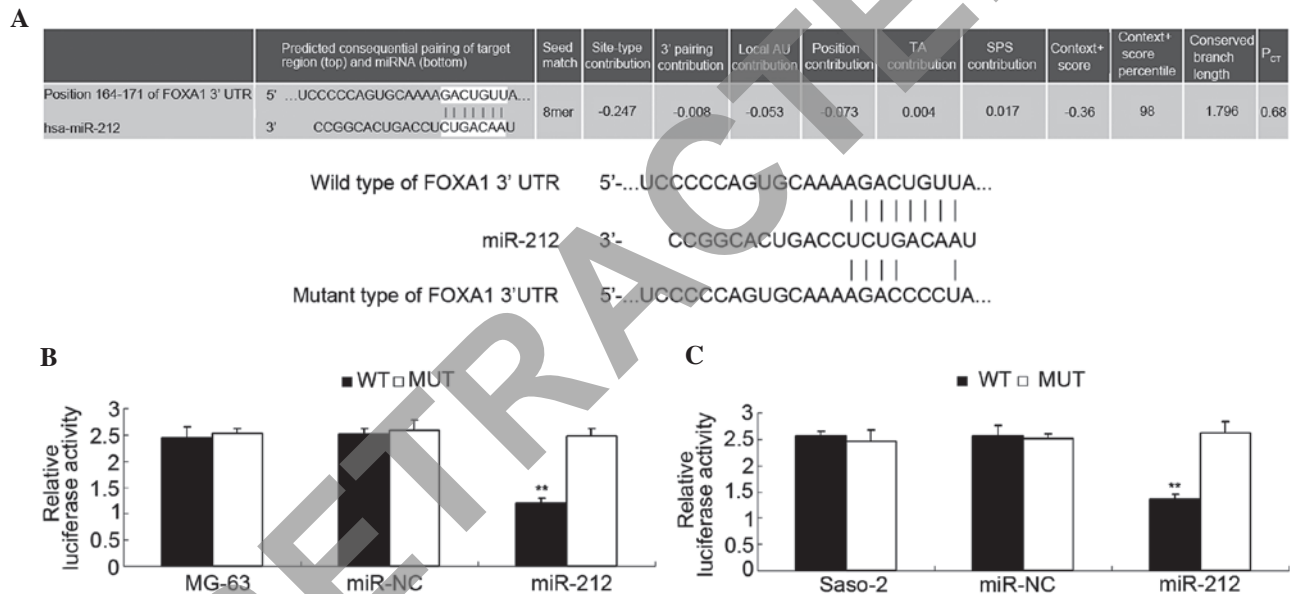 A
Predicted consequential pairing of target region (top) and miRNA (bottom)
Seed match
Site-type contribution
3' pairing contribution
Local AU contribution
Position contribution
TA contribution
SPS contribution
Context+ score
Context+ score percentile
Conserved branch length
PCT
Position 164-171 of FOXA1 3' UTR 5' ...UCCCCCAGUGCAAAAGACUGUUA...
hsa-miR-212 3' CCGGCACUGACCUCUGACAAU
8mer -0.247 -0.008 -0.053 -0.073 0.004 0.017 -0.36 98 1.796 0.68
Wild type of FOXA1 3' UTR 5'-...UCCCCCAGUGCAAAAGACUGUUA...
miR-212 3'- CCGGCACUGACCUCUGACAAU
Mutant type of FOXA1 3'UTR 5'-...UCCCCCAGUGCAAAAGACCCCUA...
B
WT MUT
Relative luciferase activity
3
2.5
2
1.5
1
0.5
0
**
MG-63 miR-NC miR-212
C
WT MUT
Relative luciferase activity
3
2.5
2
1.5
1
0.5
0
**
Saso-2 miR-NC miR-212
RETRACTE